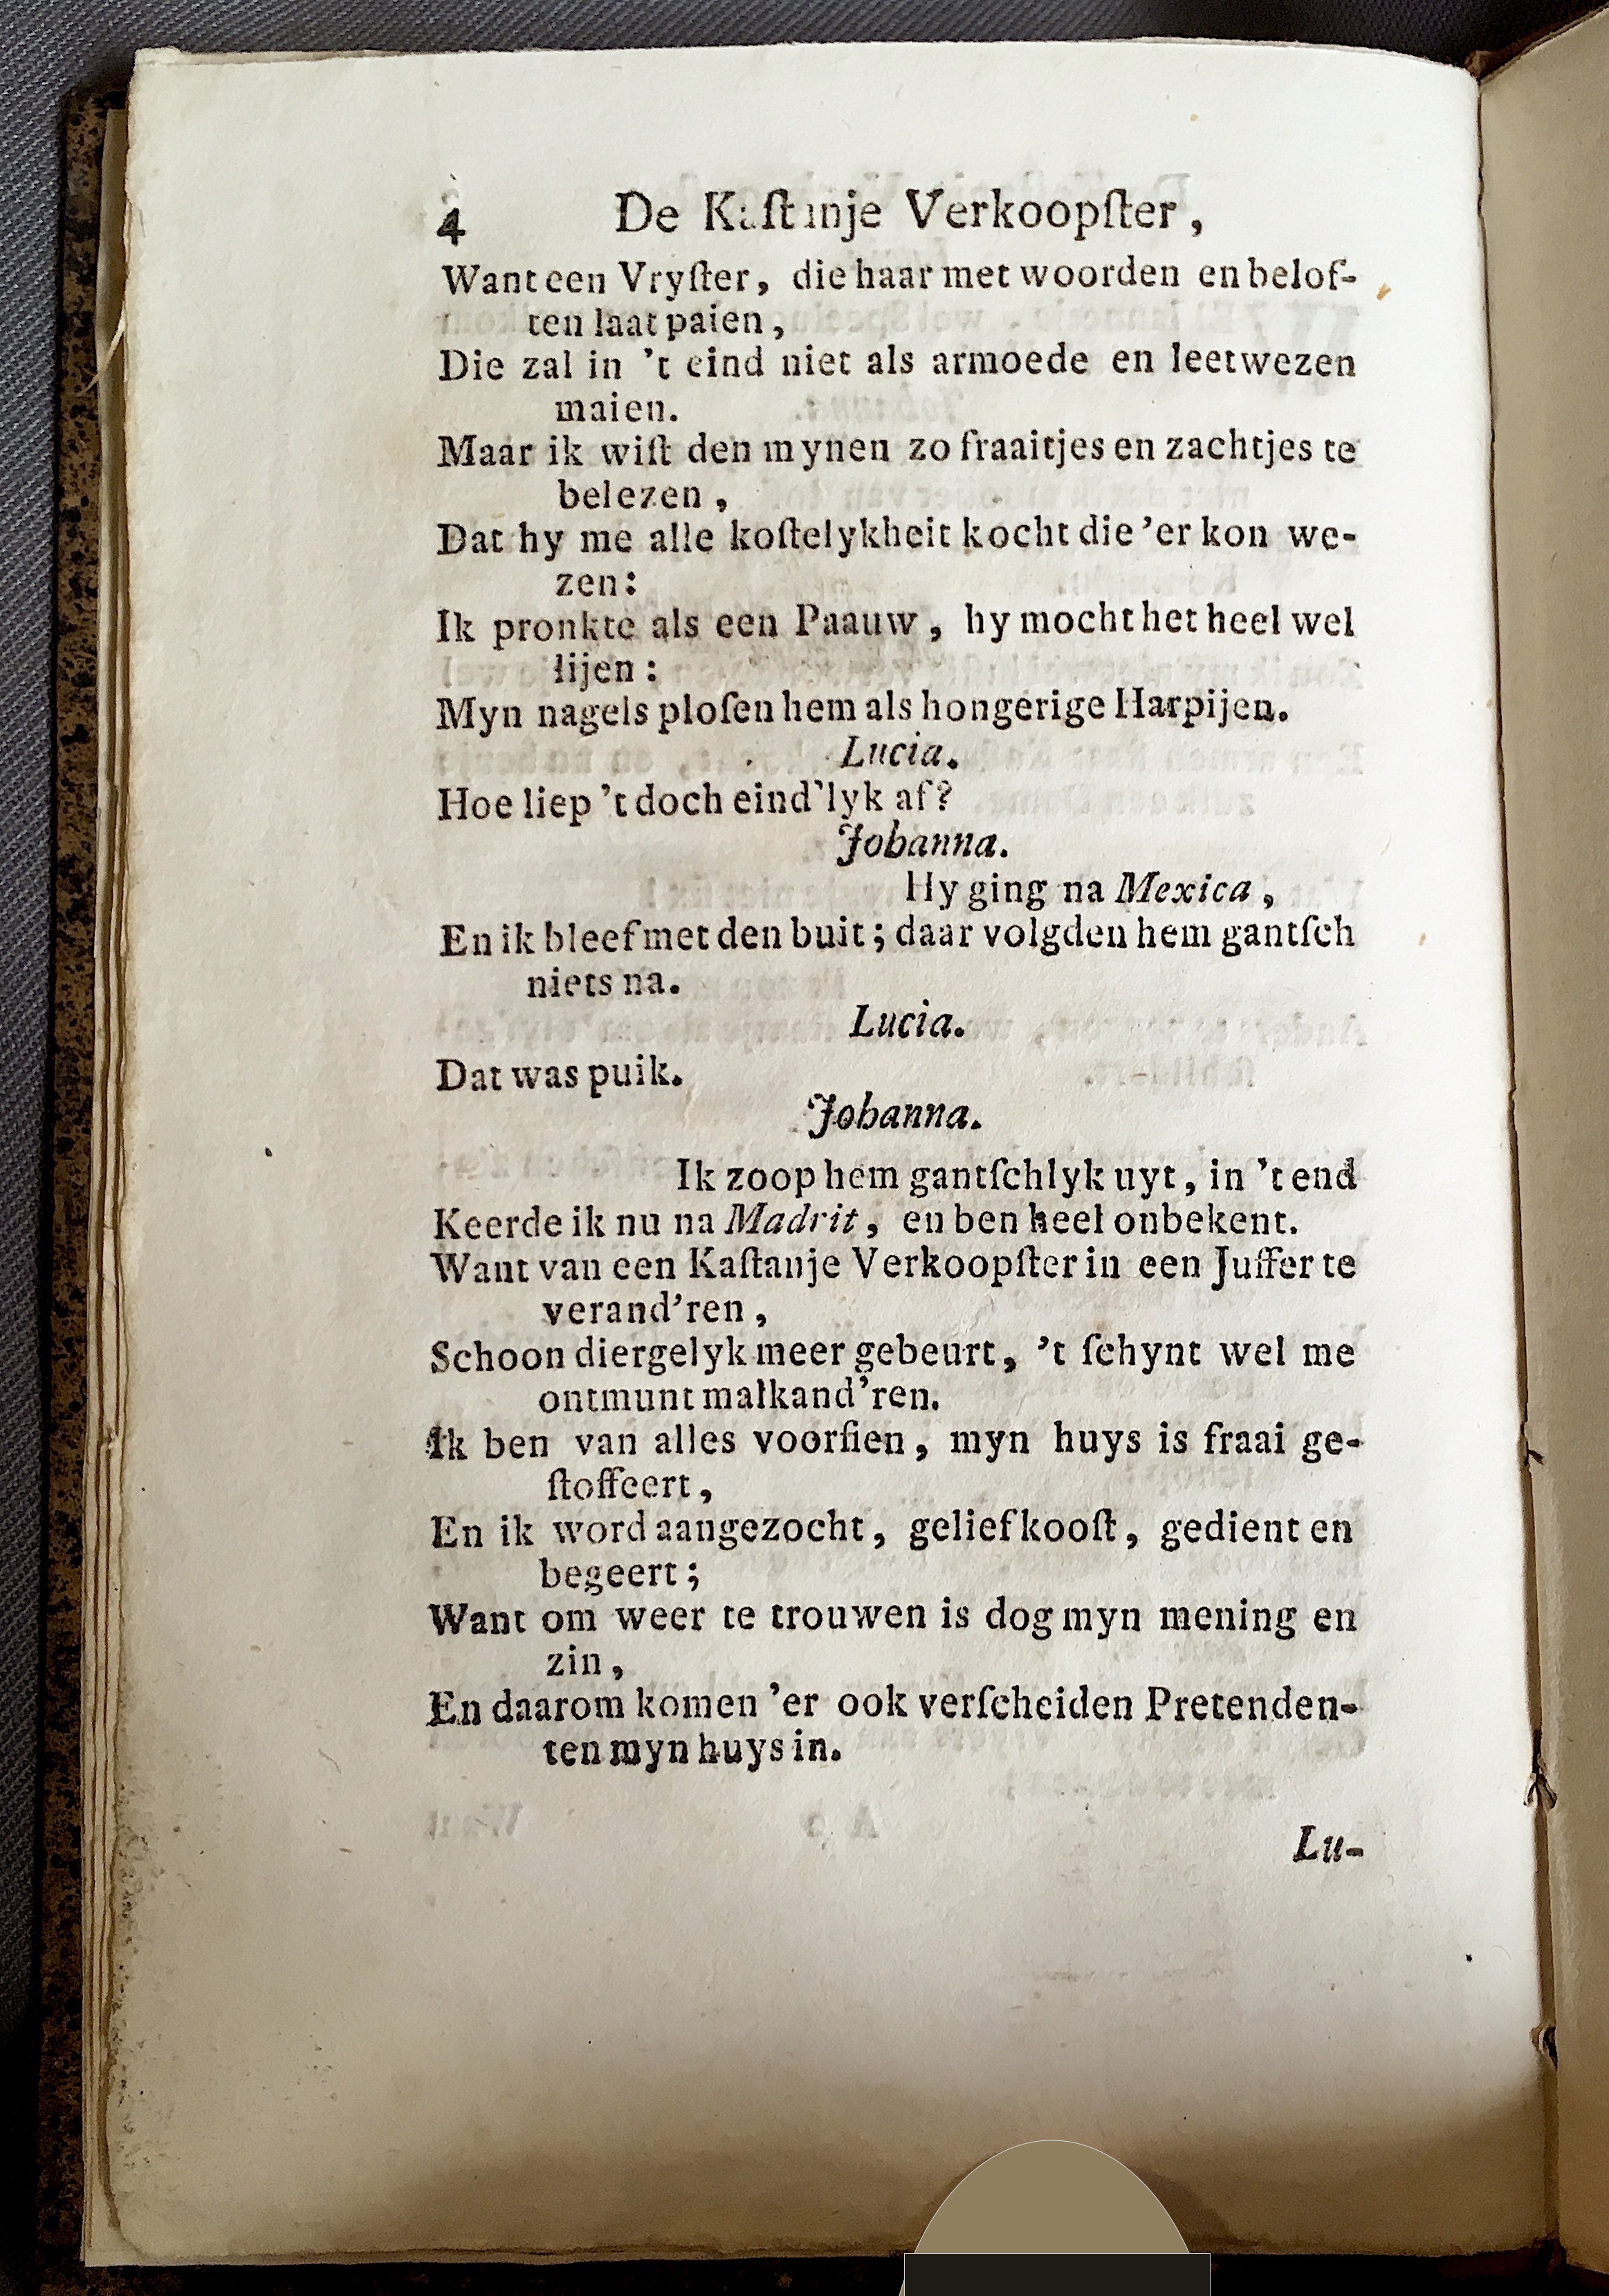 4 De Kaſtanje Verkoopſter,
Want een Vryſter, die haar met woorden en belof-
ten laat paien,
Die zal in 't eind niet als armoede en leetwezen
maien.
Maar ik wiſt den mynen zo fraaitjes en zachtjes te
belezen,
Dat hy me alle koſtelykheit kocht die 'er kon we-
zen:
Ik pronkte als een Paauw, hy mocht het heel wel
lijen:
Myn nagels ploſen hem als hongerige Harpijen.
Lucia.
Hoe liep 't doch eind'lyk af?
Johanna.
Hy ging na Mexica,
En ik bleef met den buit; daar volgden hem gantſch
niets na.
Lucia.
Dat was puik.
Johanna.
Ik zoop hem gantſchlyk uyt, in 't end
Keerde ik nu na Madrit, en ben heel onbekent.
Want van een Kaſtanje Verkoopſter in een Juffer te
verand'ren,
Schoon diergelyk meer gebeurt, 't ſchynt wel me
ontmunt malkand'ren.
Ik ben van alles voorſien, myn huys is fraai ge-
ſtoffeert,
En ik word aangezocht, geliefkooſt, gedient en
begeert;
Want om weer te trouwen is dog myn mening en
zin,
En daarom komen 'er ook verſcheiden Pretenden-
ten myn huys in.
Lu-